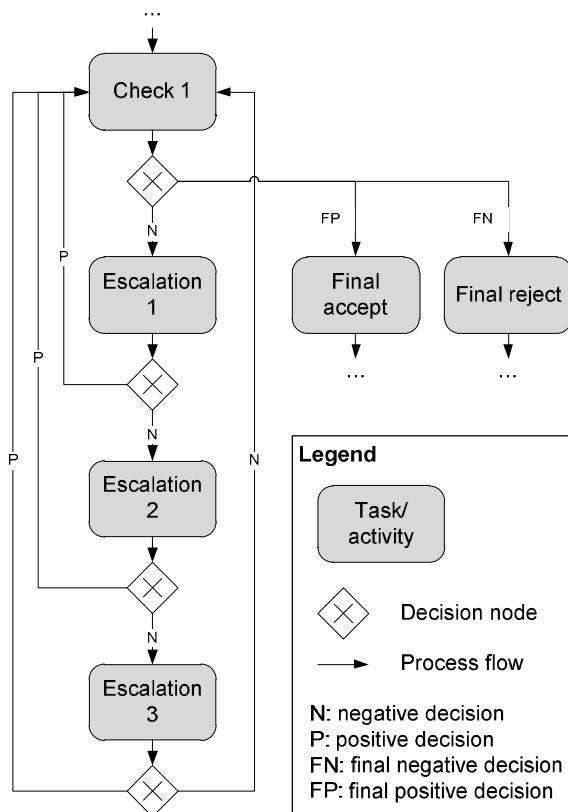 ...
Check 1
FP
FN
N
P
Escalation
1
Final
accept
Final reject
...
...
P
N
P
N
Escalation
2
N
Escalation
3
Legend
Task/
activity
Decision node
Process flow
N: negative decision
P: positive decision
FN: final negative decision
FP: final positive decision